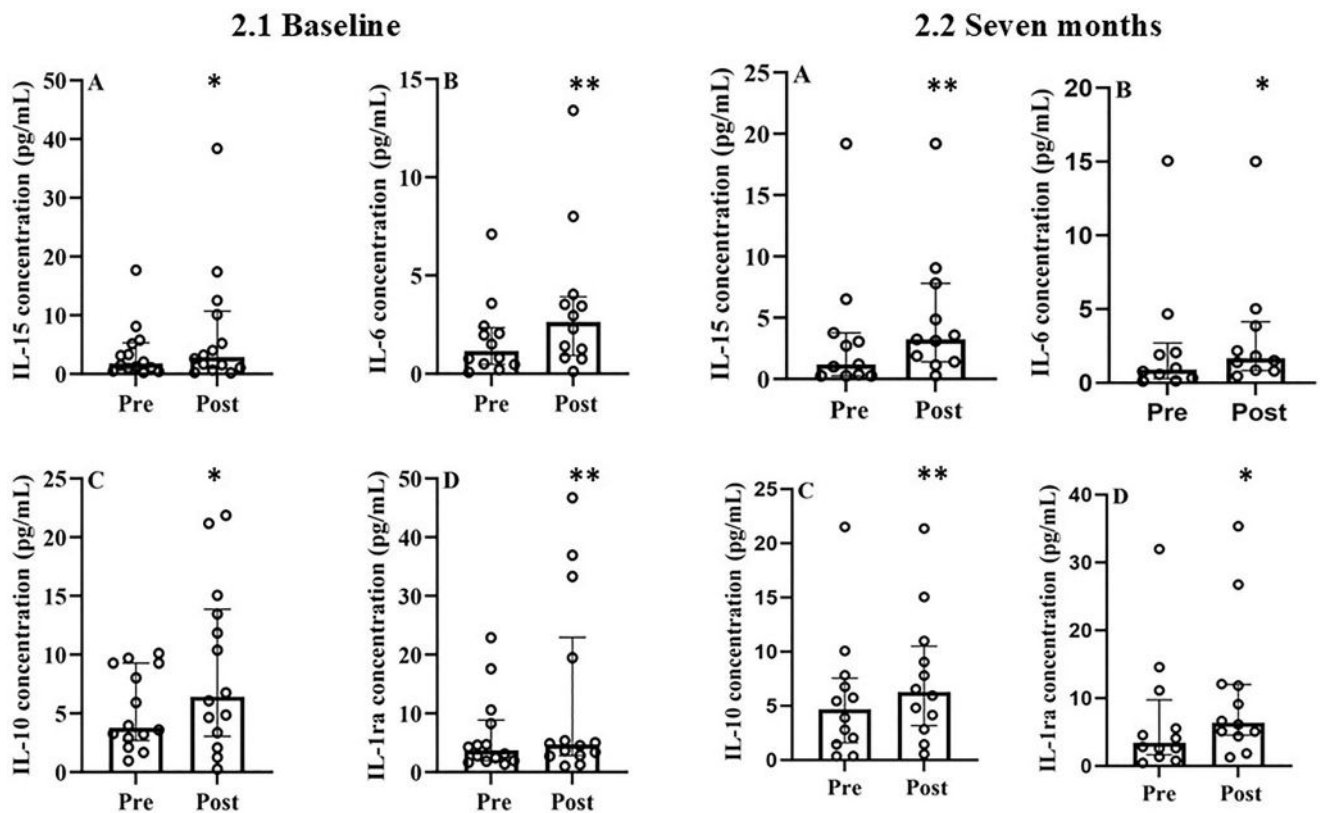 2.1 Baseline
2.2 Seven months
A
*
IL-15 concentration (pg/mL)
50
40
30
20
10
0
Pre Post
B
**
IL-6 concentration (pg/mL)
15
10
5
0
Pre Post
A
**
IL-15 concentration (pg/mL)
25
20
15
10
5
0
Pre Post
B
*
IL-6 concentration (pg/mL)
20
15
10
5
0
Pre Post
C
*
IL-10 concentration (pg/mL)
25
20
15
10
5
0
Pre Post
D
**
IL-1ra concentration (pg/mL)
50
40
30
20
10
0
Pre Post
C
**
IL-10 concentration (pg/mL)
25
20
15
10
5
0
Pre Post
D
*
IL-1ra concentration (pg/mL)
40
30
20
10
0
Pre Post